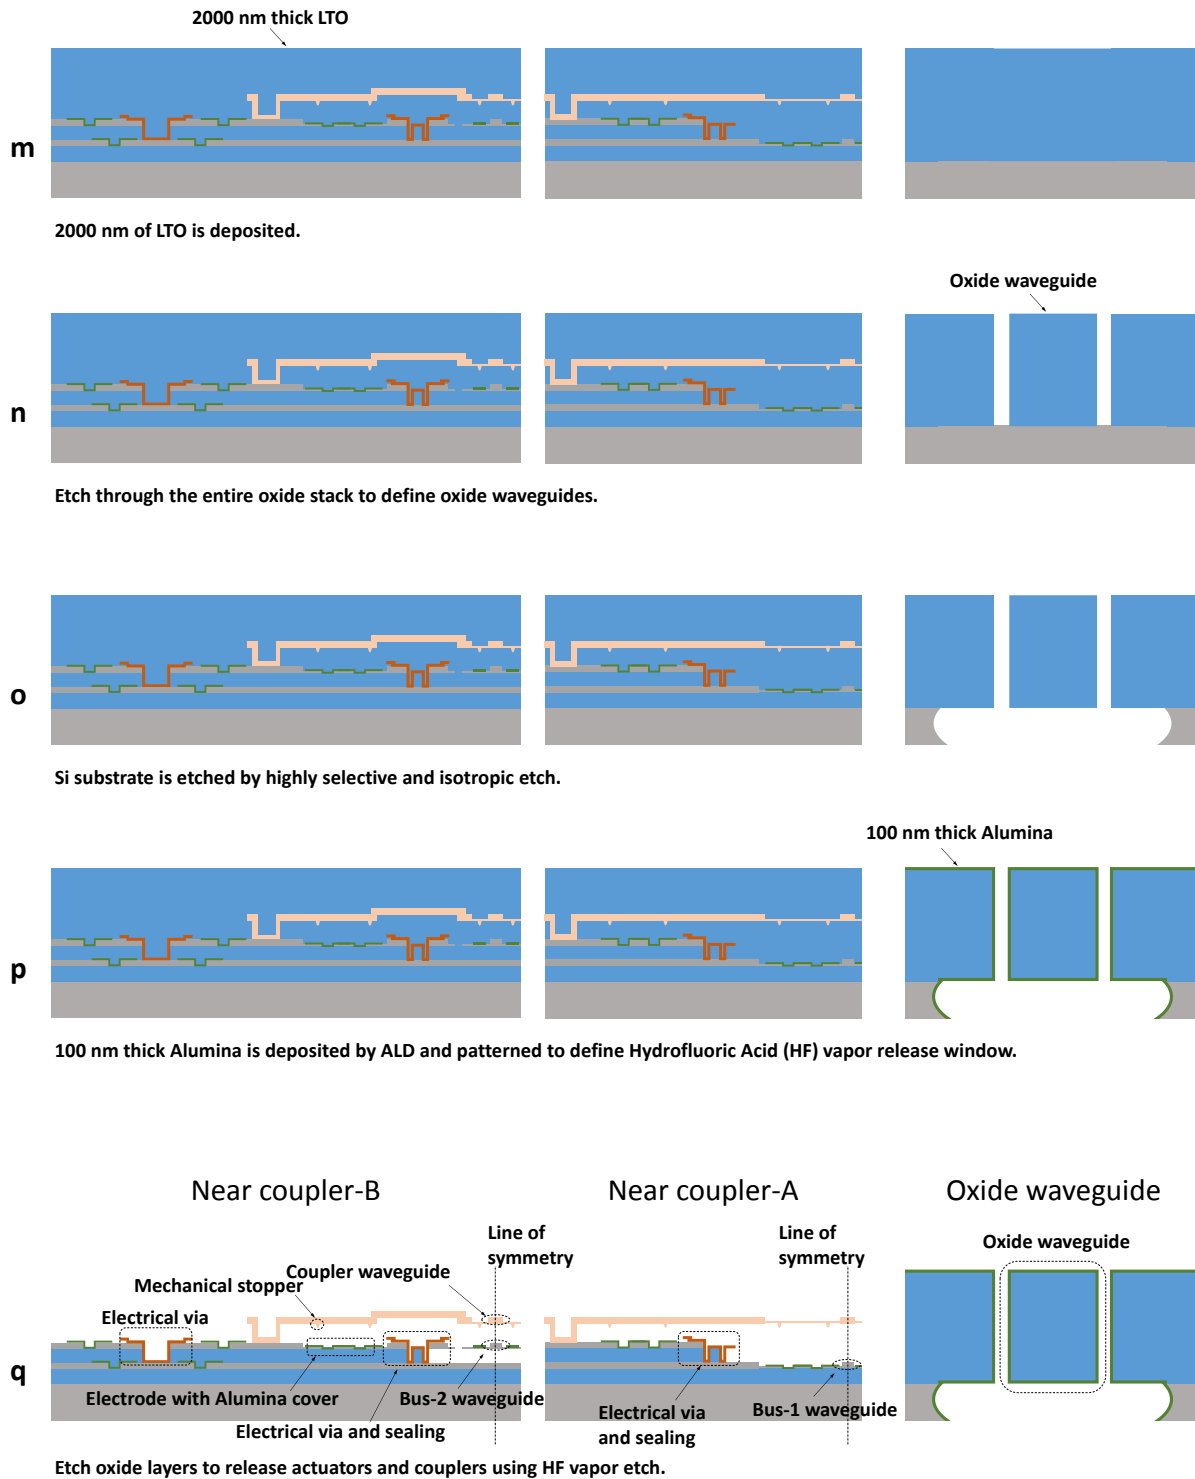 2000 nm thick LTO
m
2000 nm of LTO is deposited.
Oxide waveguide
n
Etch through the entire oxide stack to define oxide waveguides.
o
Si substrate is etched by highly selective and isotropic etch.
100 nm thick Alumina
p
100 nm thick Alumina is deposited by ALD and patterned to define Hydrofluoric Acid (HF) vapor release window.
Near coupler-B
Near coupler-A
Oxide waveguide
Line of
symmetry
Line of
symmetry
Oxide waveguide
Coupler waveguide
Mechanical stopper
Electrical via
q
Electrode with Alumina cover
Bus-2 waveguide
Electrical via and sealing
Electrical via
and sealing
Bus-1 waveguide
Etch oxide layers to release actuators and couplers using HF vapor etch.